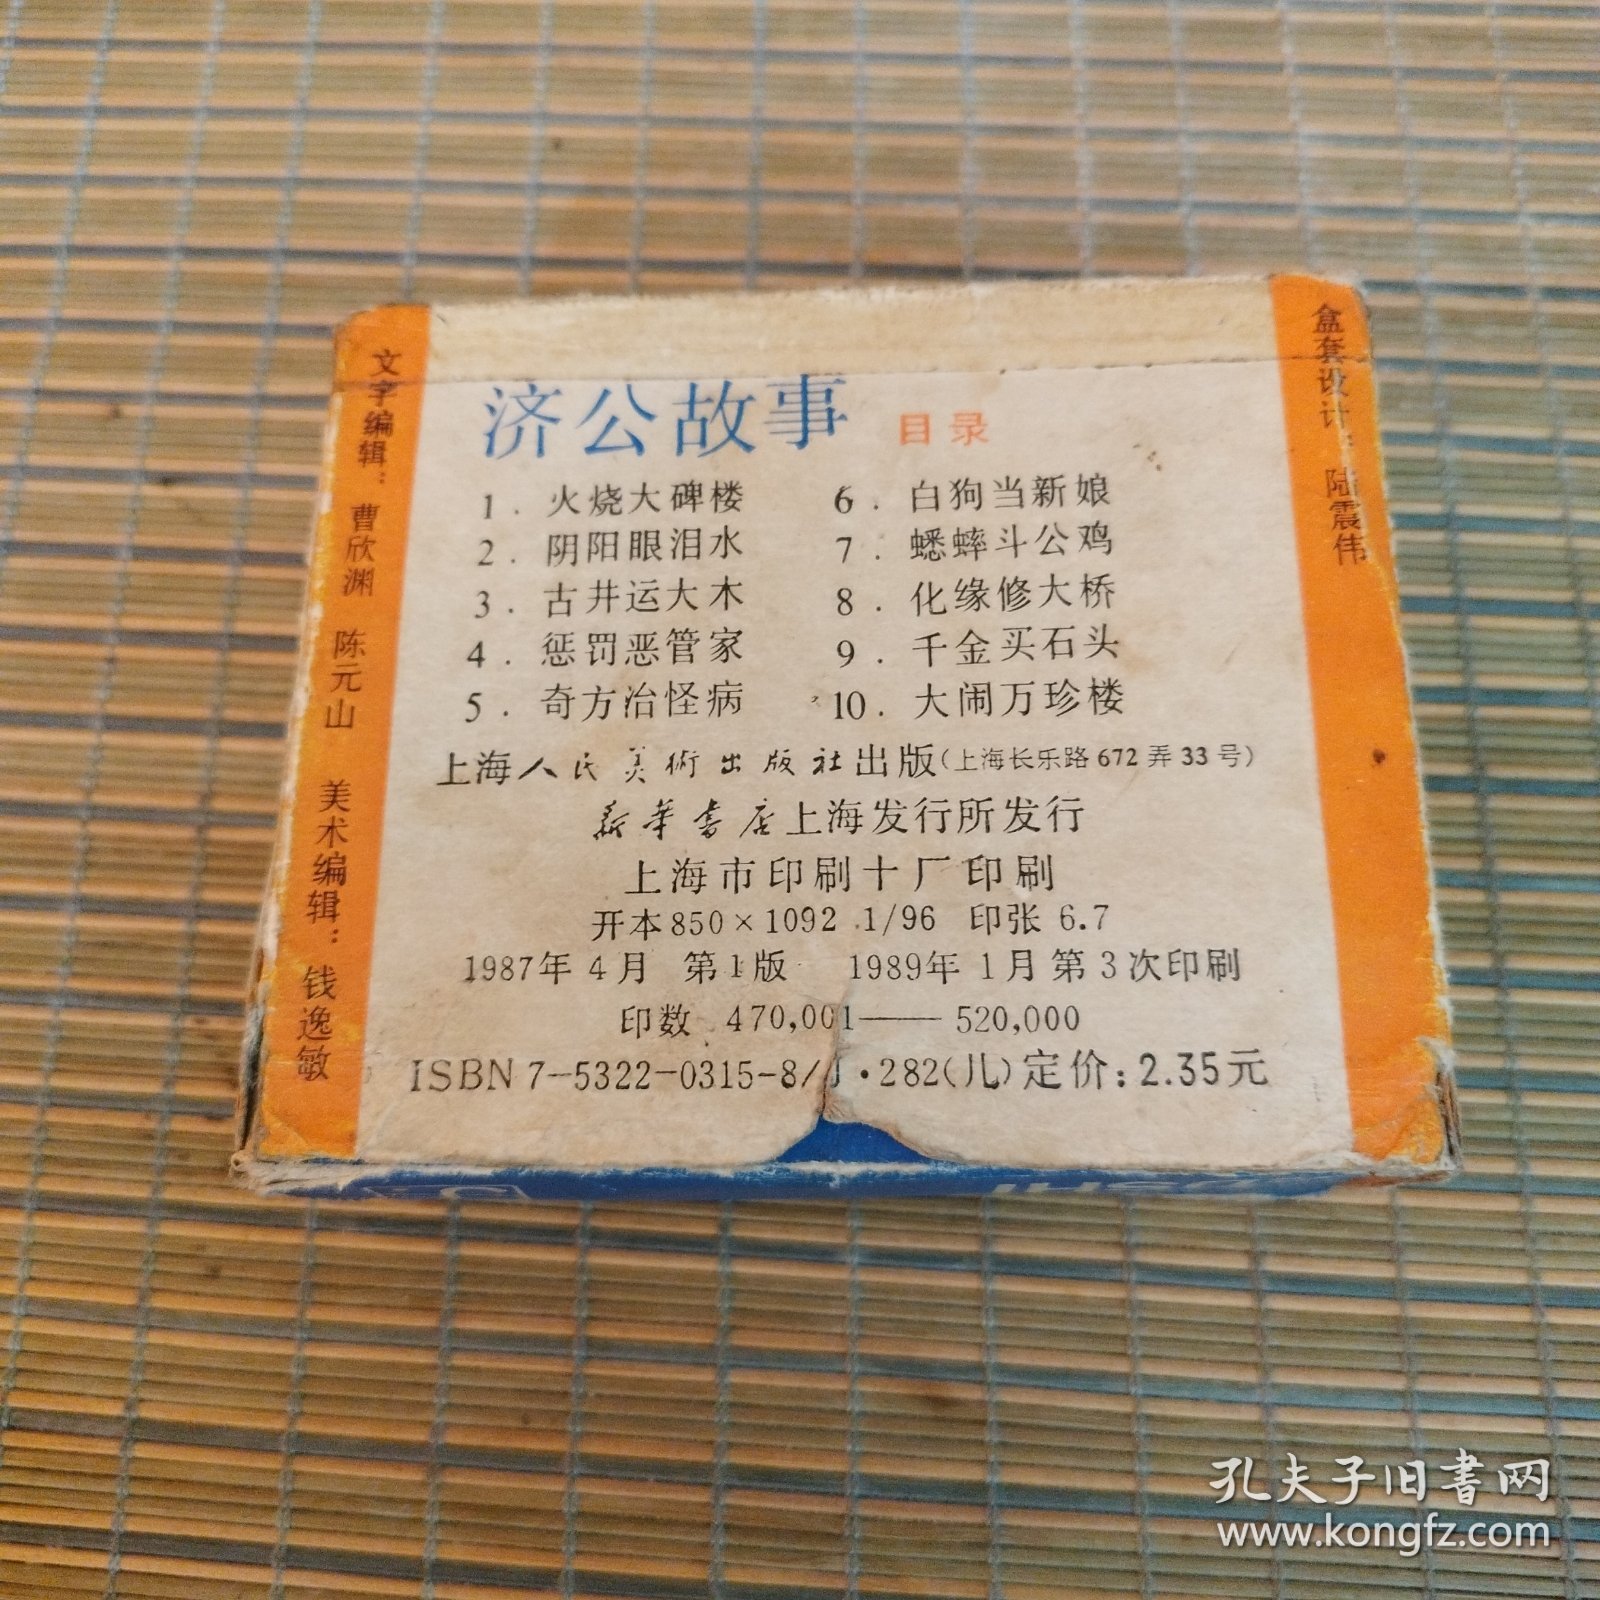 济公故事 目录
1. 火烧大碑楼
2. 阴阳眼泪水
3. 古井运大木
4. 惩罚恶管家
5. 奇方治怪病
6. 白狗当新娘
7. 蟋蟀斗公鸡
8. 化缘修大桥
9. 千金买石头
10. 大闹万珍楼
上海人民美術出版社出版(上海长乐路672弄33号)
新华书店上海发行所发行
上海市印刷十厂印刷
开本850×1092 1/96 印张 6.7
1987年4月 第1版 1989年1月第3次印刷
印数 470,001——520,000
ISBN 7-5322-0315-8/J·282(儿)定价:2.35元
文字编辑:曹欣渊 陈元山 美术编辑:钱逸敏
盒套设计:陆震伟
孔夫子旧書网
www.kongfz.com